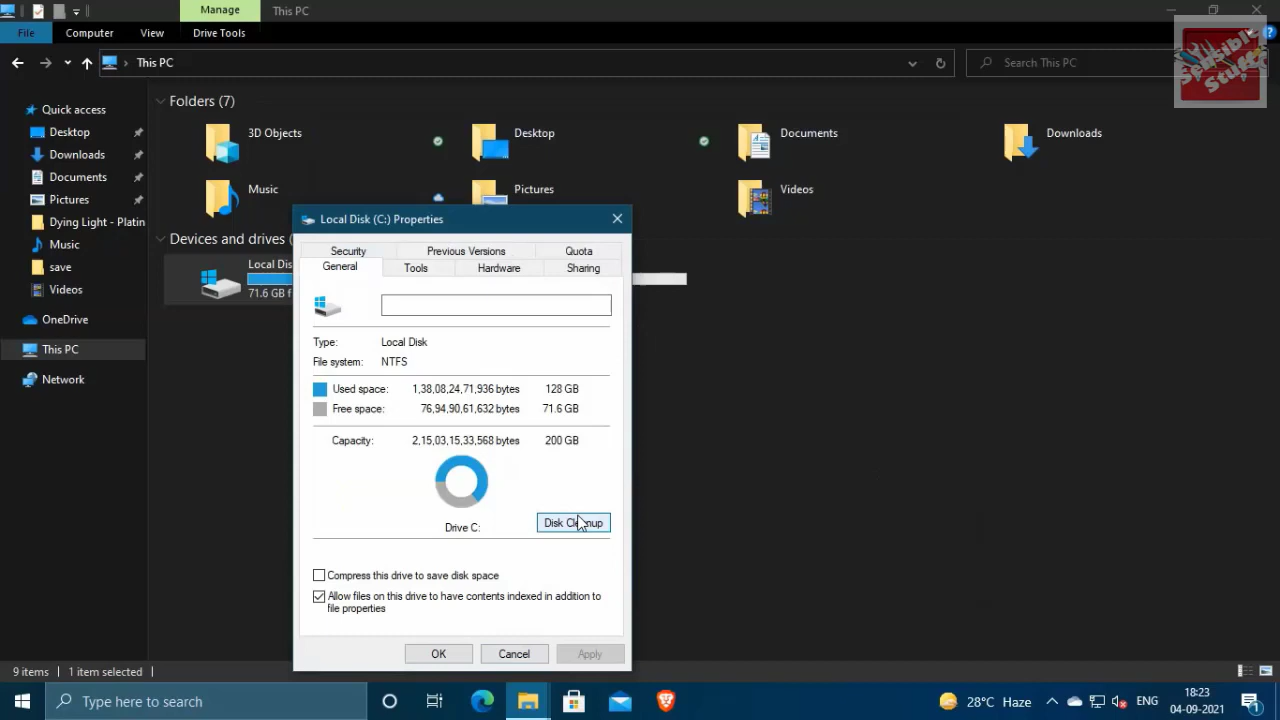 Manage
This PC
File
Computer
View
Drive Tools
This PC
Search This PC
Sensible Stuff
Quick access
Desktop
Downloads
Documents
Pictures
Dying Light - Platin
Music
save
Videos
OneDrive
This PC
Network
Folders (7)
3D Objects
Desktop
Documents
Downloads
Music
Pictures
Videos
Devices and drives (
Local Dis
71.6 GB f
Local Disk (C:) Properties
Security
Previous Versions
Quota
General
Tools
Hardware
Sharing
Type: Local Disk
File system: NTFS
Used space: 1,38,08,24,71,936 bytes 128 GB
Free space: 76,94,90,61,632 bytes 71.6 GB
Capacity: 2,15,03,15,33,568 bytes 200 GB
Drive C:
Disk Cleanup
Compress this drive to save disk space
Allow files on this drive to have contents indexed in addition to
file properties
OK
Cancel
Apply
9 items
1 item selected
Type here to search
28°C Haze
ENG
18:23
04-09-2021
1